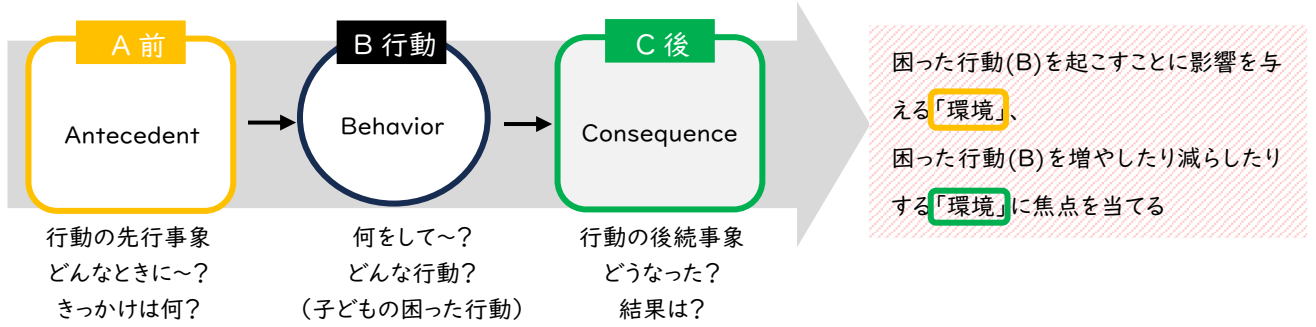 A 前
Antecedent
行動の先行事象
どんなときに～?
きっかけは何?
B 行動
Behavior
何をして～?
どんな行動?
(子どもの困った行動)
C 後
Consequence
行動の後続事象
どうなった?
結果は?
困った行動(B)を起こすことに影響を与
える「環境」、
困った行動(B)を増やしたり減らしたり
する「環境」に焦点を当てる